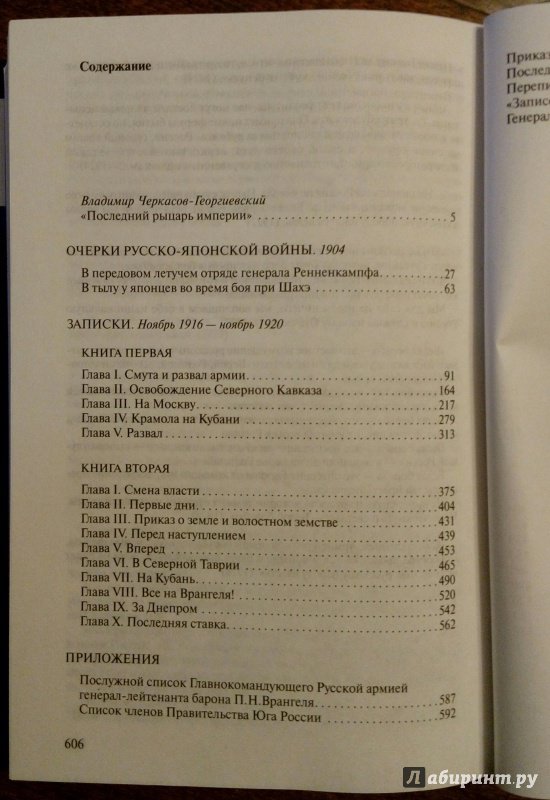 Содержание
Владимир Черкасов-Георгиевский
«Последний рыцарь империи» 5
ОЧЕРКИ РУССКО-ЯПОНСКОЙ ВОЙНЫ. 1904
В передовом летучем отряде генерала Ренненкампфа 27
В тылу у японцев во время боя при Шахэ 63
ЗАПИСКИ. Ноябрь 1916 — ноябрь 1920
КНИГА ПЕРВАЯ
Глава I. Смута и развал армии 91
Глава II. Освобождение Северного Кавказа 164
Глава III. На Москву 217
Глава IV. Крамола на Кубани 279
Глава V. Развал 313
КНИГА ВТОРАЯ
Глава I. Смена власти 375
Глава II. Первые дни 404
Глава III. Приказ о земле и волостном земстве 431
Глава IV. Перед наступлением 439
Глава V. Вперед 453
Глава VI. В Северной Таврии 465
Глава VII. На Кубань 490
Глава VIII. Все на Врангеля! 520
Глава IX. За Днепром 542
Глава X. Последняя ставка 562
ПРИЛОЖЕНИЯ
Послужной список Главнокомандующего Русской армией
генерал-лейтенанта барона П.Н.Врангеля 587
Список членов Правительства Юга России 592
606
Приказ
Послед
Перепи
«Записо
Генерал
Лабиринт.ру